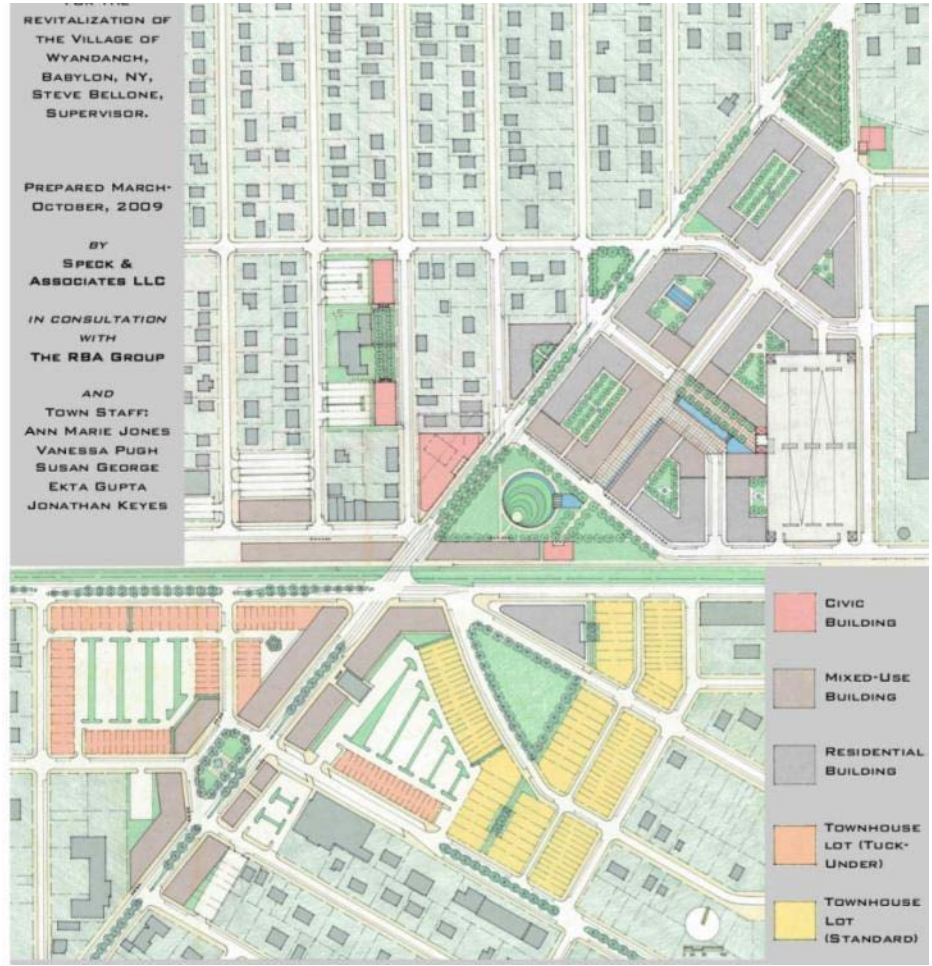 FOR THE
REVITALIZATION OF
THE VILLAGE OF
WYANDANCH,
BABYLON, NY,
STEVE BELLONE,
SUPERVISOR.
PREPARED MARCH-
OCTOBER, 2009
BY
SPECK &
ASSOCIATES LLC
IN CONSULTATION
WITH
THE RBA GROUP
AND
TOWN STAFF:
ANN MARIE JONES
VANESSA PUGH
SUSAN GEORGE
EKTA GUPTA
JONATHAN KEYES
CIVIC
BUILDING
MIXED-USE
BUILDING
RESIDENTIAL
BUILDING
TOWNHOUSE
LOT (TUCK-
UNDER)
TOWNHOUSE
LOT
(STANDARD)